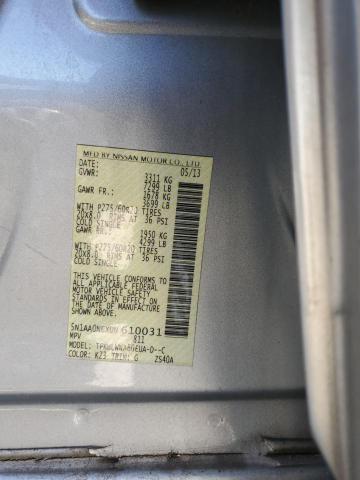 MFD BY NISSAN MOTOR CO., LTD.
DATE: 05/13
GVWR: 3311 KG
7299 LB
GAWR FR.: 1678 KG
3699 LB
WITH P275/60R20 TIRES
20X8.0 RIMS AT 36 PSI
COLD SINGLE
GAWR RR.: 1950 KG
4299 LB
WITH P275/60R20 TIRES
20X8.0 RIMS AT 36 PSI
COLD SINGLE
THIS VEHICLE CONFORMS TO ALL
APPLICABLE FEDERAL MOTOR
VEHICLE SAFETY STANDARDS IN
EFFECT ON THE DATE OF MANUFACTURE
SHOWN ABOVE.
610031
MPV 811
MODEL:
COLOR: K23 TRIM: G ZS40A